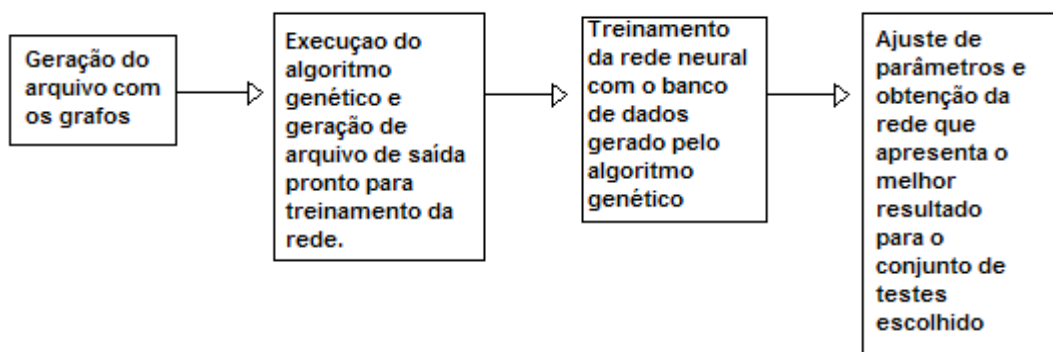 Geração do
arquivo com
os grafos
Execuçao do
algoritmo
genético e
geração de
arquivo de saída
pronto para
treinamento da
rede.
Treinamento
da rede neural
com o banco
de dados
gerado pelo
algoritmo
genético
Ajuste de
parâmetros e
obtenção da
rede que
apresenta o
melhor
resultado
para o
conjunto de
testes
escolhido